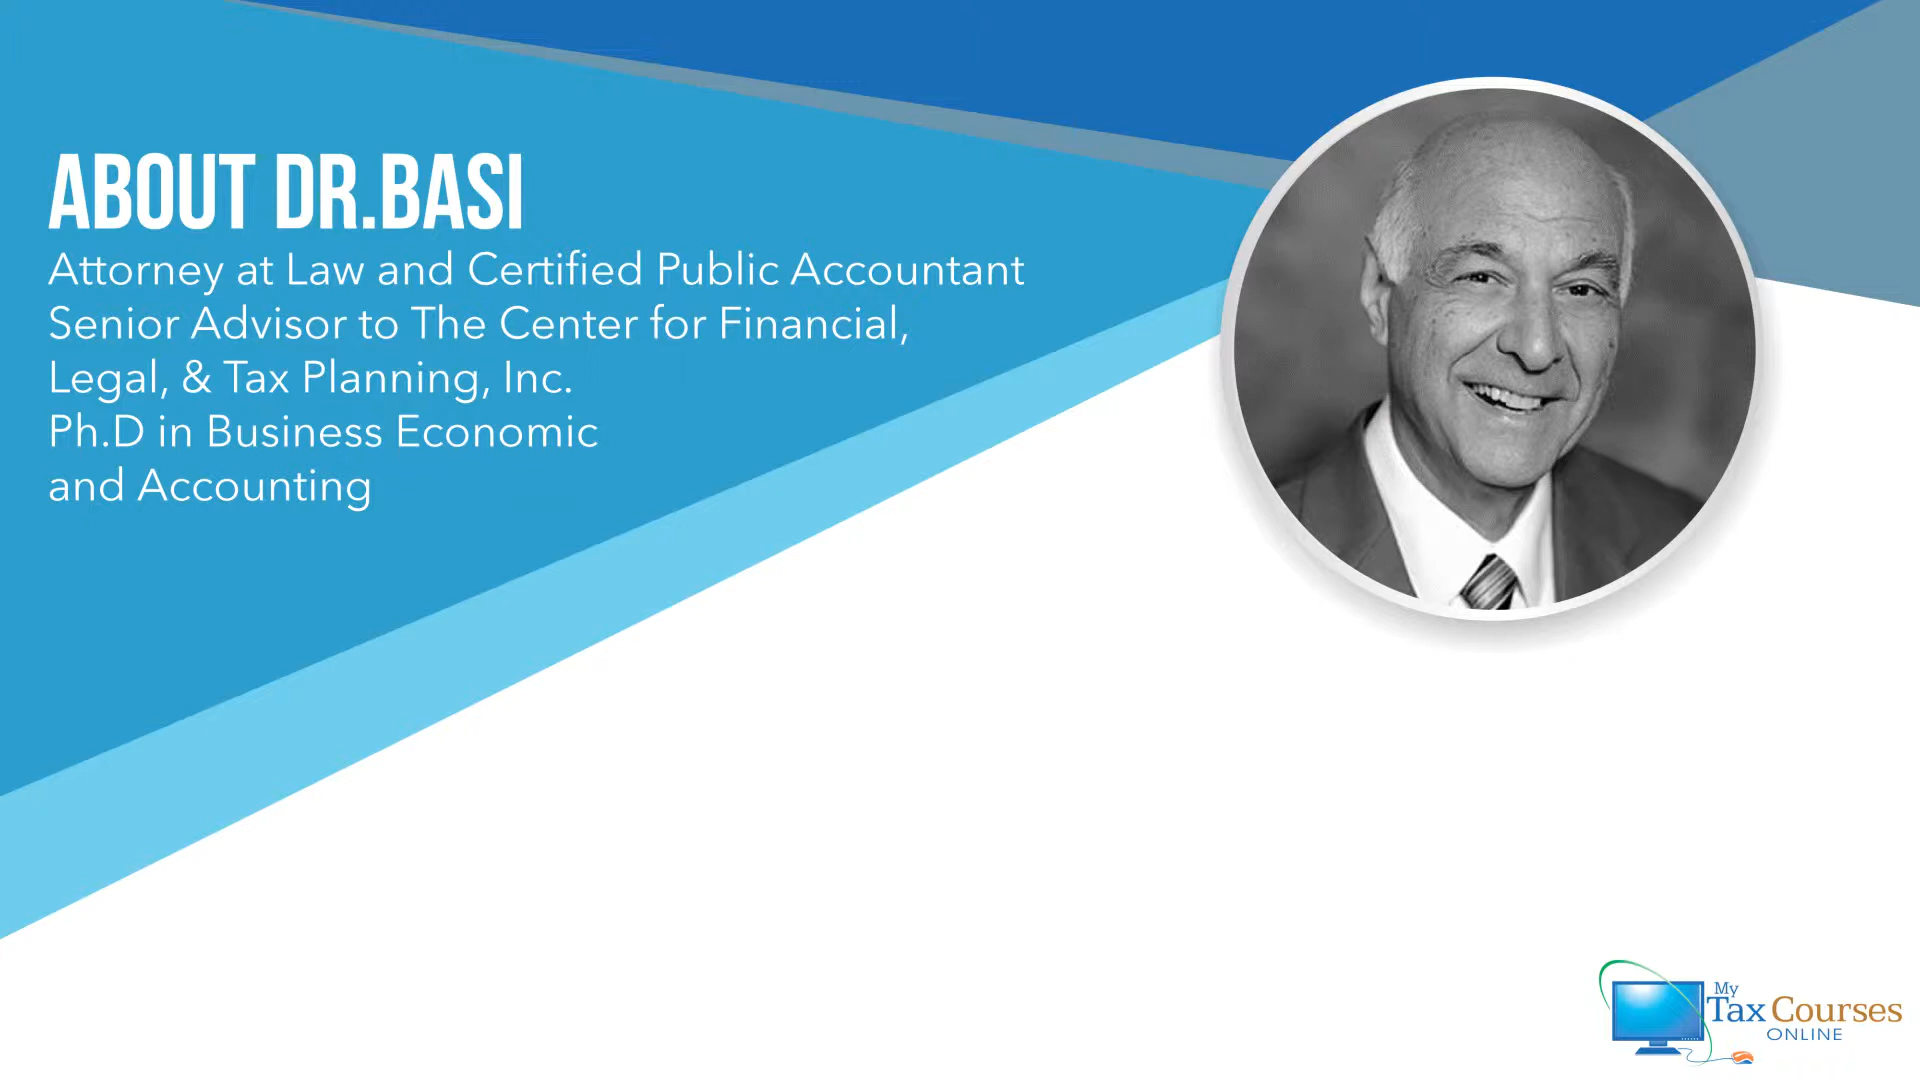 ABOUT DR.BASI
Attorney at Law and Certified Public Accountant
Senior Advisor to The Center for Financial,
Legal, & Tax Planning, Inc.
Ph.D in Business Economic
and Accounting
My
Tax Courses
ONLINE